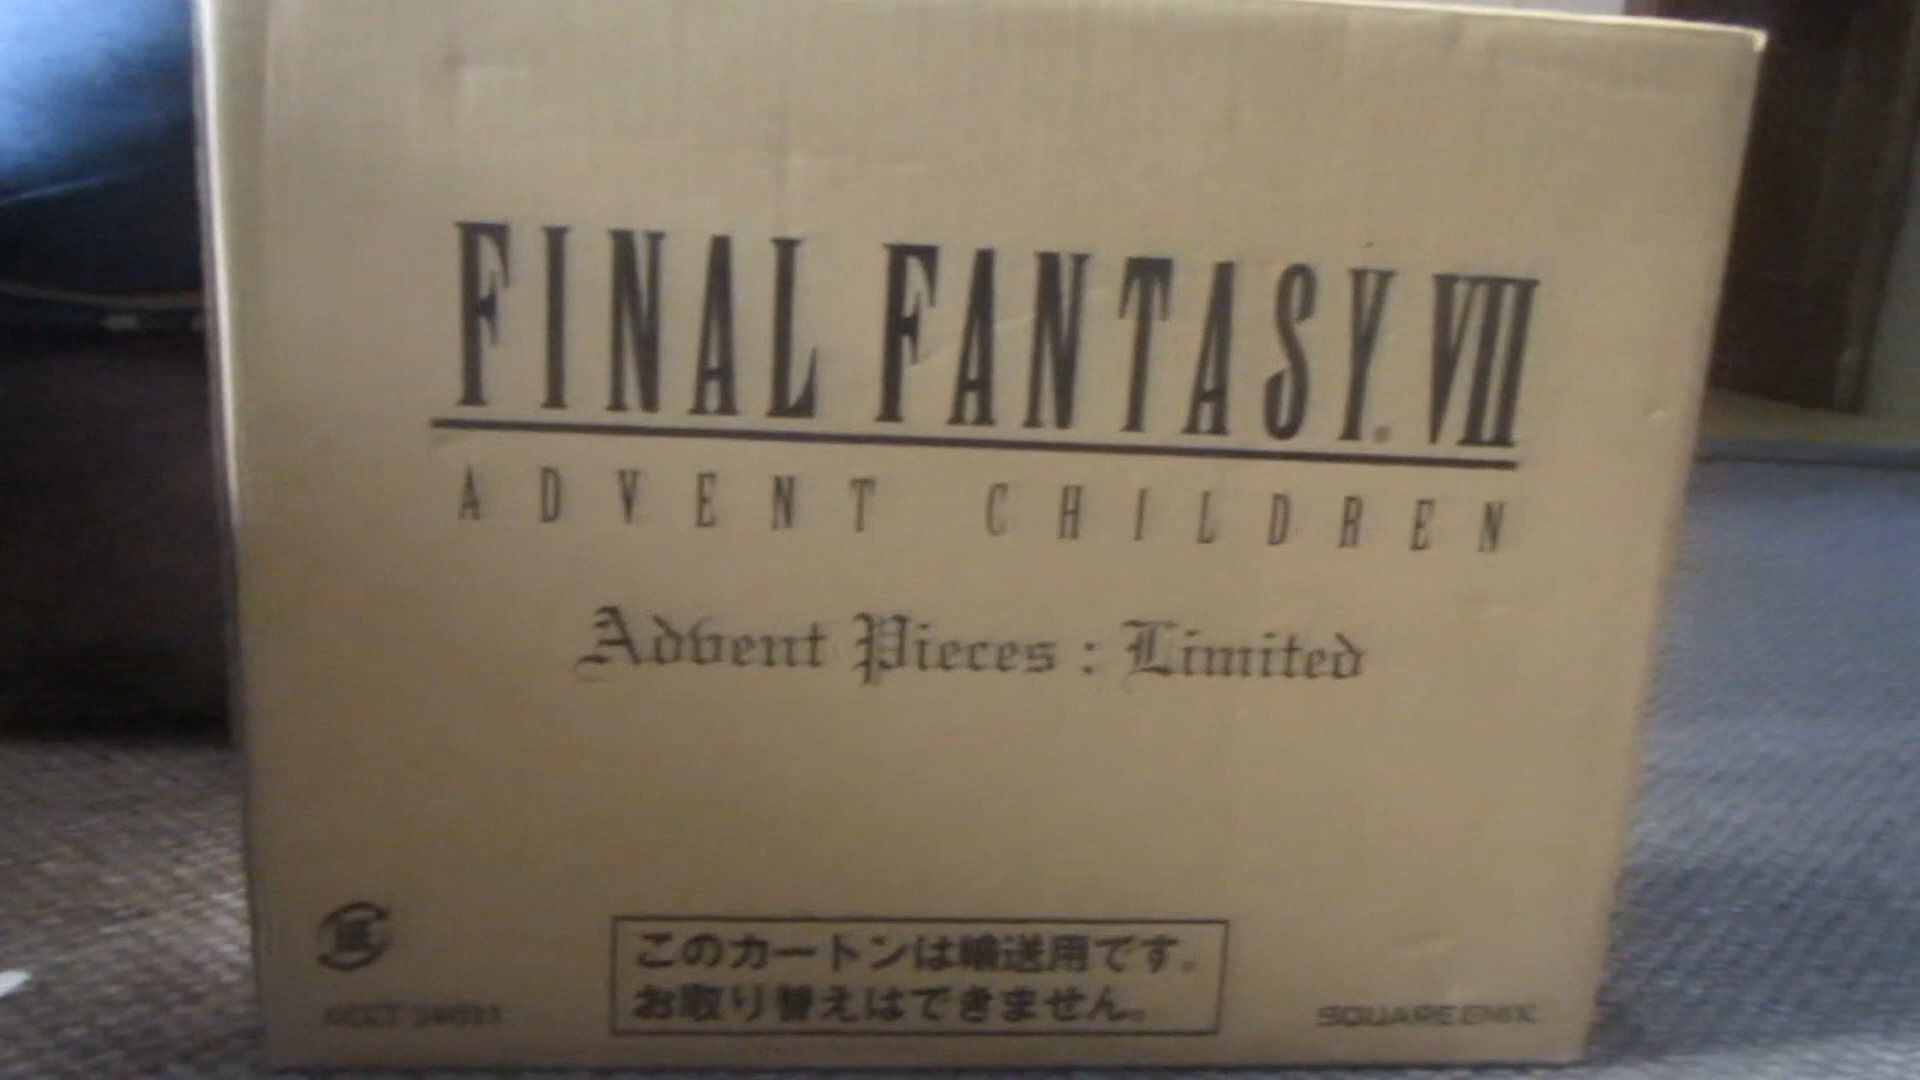 FINAL FANTASY® VII
ADVENT CHILDREN
Advent Pieces : Limited
このカートンは輸送用です。
お取り替えはできません。
SQUARE ENIX